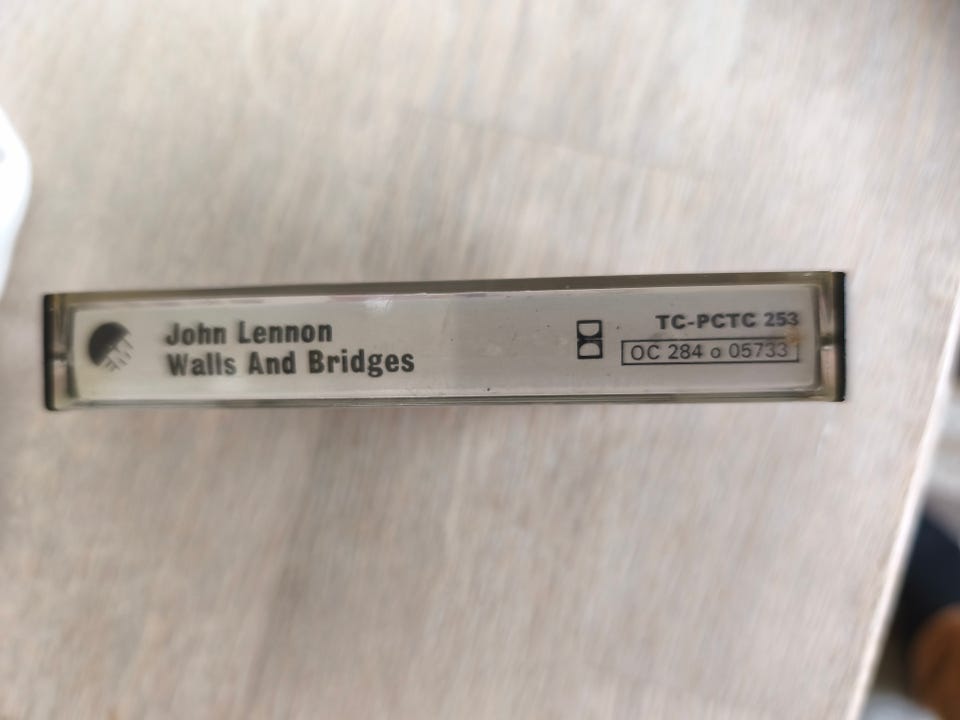 John Lennon
Walls And Bridges
TC-PCTC 253
OC 284 o 05733